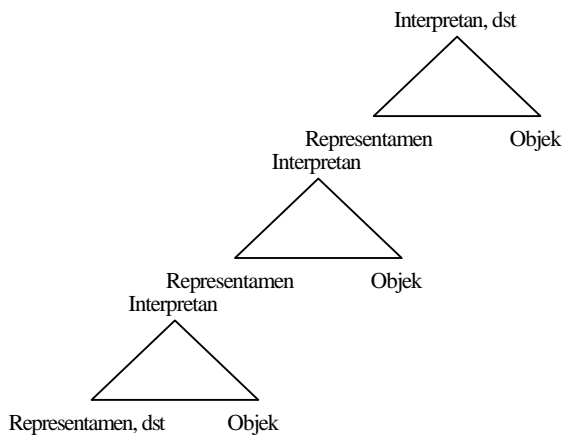 Interpretan, dst
Representamen Objek
Interpretan
Representamen Objek
Interpretan
Representamen, dst Objek